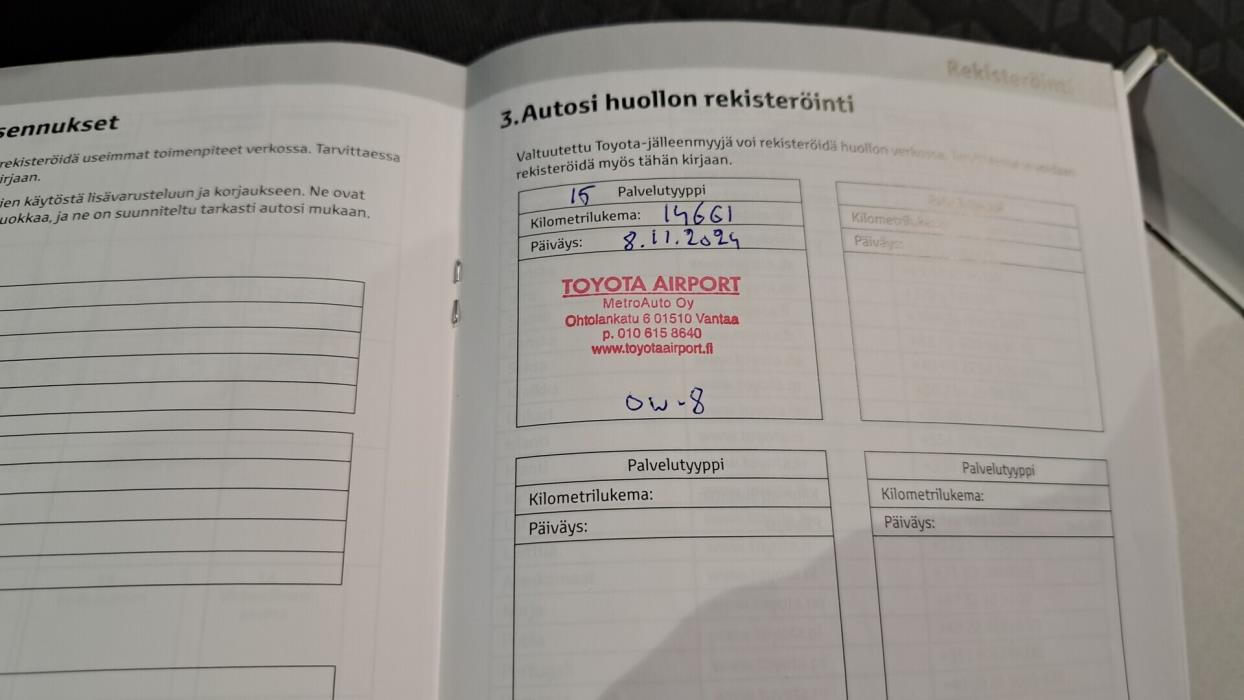 sennukset
rekisteröidä useimmat toimenpiteet verkossa. Tarvittaessa
irjaan.
ien käytöstä lisävarusteluun ja korjaukseen. Ne ovat
uokkaa, ja ne on suunniteltu tarkasti autosi mukaan.
Rekisteröinti
3. Autosi huollon rekisteröinti
Valtuutettu Toyota-jälleenmyyjä voi rekisteröidä huollon verkossa.
rekisteröidä myös tähän kirjaan.
15 Palvelutyyppi
Kilometrilukema: 14661
Päiväys: 8.11.2024
TOYOTA AIRPORT
MetroAuto Oy
Ohtolankatu 6 01510 Vantaa
p. 010 615 8640
www.toyotaairport.fi
OW-8
Palvelutyyppi
Kilometrilukema:
Päiväys:
Palvelutyyppi
Kilometrilukema:
Päiväys:
Palvelutyyppi
Kilometrilukema:
Päiväys: